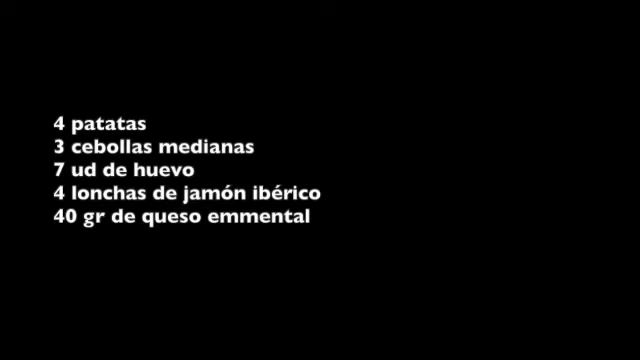 4 patatas
3 cebollas medianas
7 ud de huevo
4 lonchas de jamón ibérico
40 gr de queso emmental